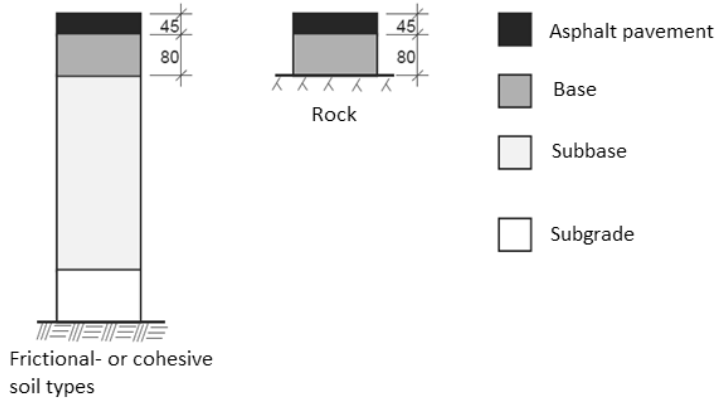 45
80
45
80
Rock
Frictional- or cohesive
soil types
Asphalt pavement
Base
Subbase
Subgrade